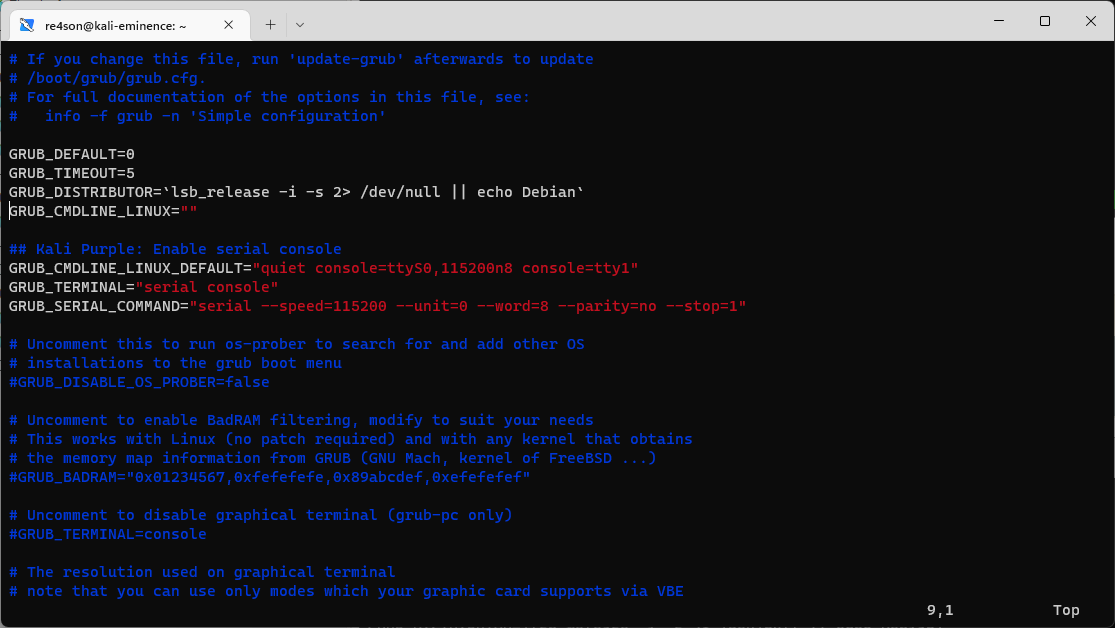 re4son@kali-eminence: ~
# If you change this file, run 'update-grub' afterwards to update
# /boot/grub/grub.cfg.
# For full documentation of the options in this file, see:
#   info -f grub -n 'Simple configuration'

GRUB_DEFAULT=0
GRUB_TIMEOUT=5
GRUB_DISTRIBUTOR=`lsb_release -i -s 2> /dev/null || echo Debian`
GRUB_CMDLINE_LINUX=""

## Kali Purple: Enable serial console
GRUB_CMDLINE_LINUX_DEFAULT="quiet console=ttyS0,115200n8 console=tty1"
GRUB_TERMINAL="serial console"
GRUB_SERIAL_COMMAND="serial --speed=115200 --unit=0 --word=8 --parity=no --stop=1"

# Uncomment this to run os-prober to search for and add other OS
# installations to the grub boot menu
#GRUB_DISABLE_OS_PROBER=false

# Uncomment to enable BadRAM filtering, modify to suit your needs
# This works with Linux (no patch required) and with any kernel that obtains
# the memory map information from GRUB (GNU Mach, kernel of FreeBSD ...)
#GRUB_BADRAM="0x01234567,0xfefefefe,0x89abcdef,0xefefefef"

# Uncomment to disable graphical terminal (grub-pc only)
#GRUB_TERMINAL=console

# The resolution used on graphical terminal
# note that you can use only modes which your graphic card supports via VBE
9,1 Top